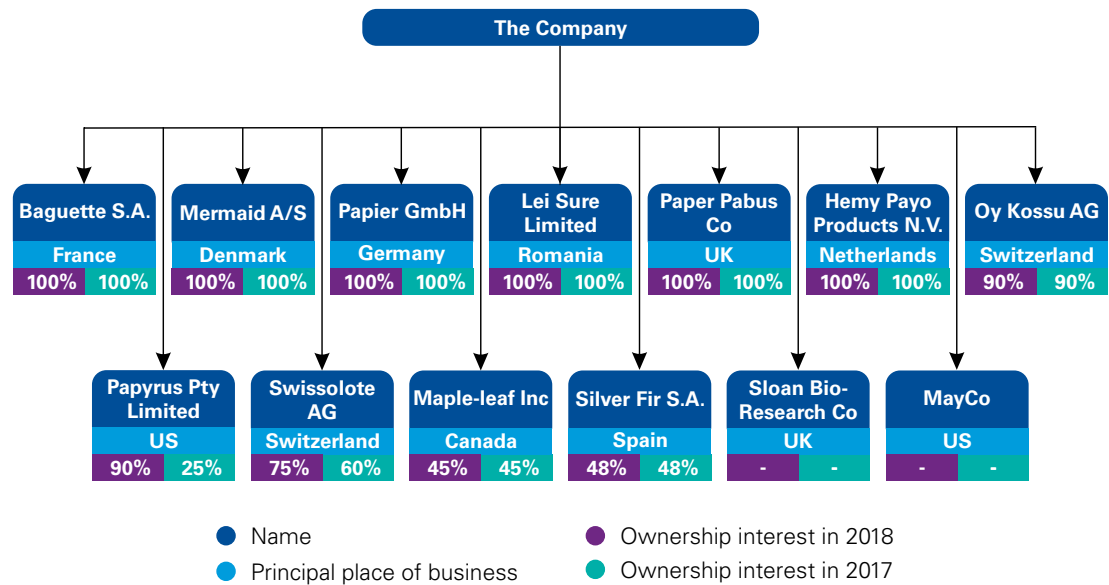 The Company
Baguette S.A.
France
100% 100%
Mermaid A/S
Denmark
100% 100%
Papier GmbH
Germany
100% 100%
Lei Sure
Limited
Romania
100% 100%
Paper Pabus
Co
UK
100% 100%
Hemy Payo
Products N.V.
Netherlands
100% 100%
Oy Kossu AG
Switzerland
90% 90%
Papyrus Pty
Limited
US
90% 25%
Swissolote
AG
Switzerland
75% 60%
Maple-leaf Inc
Canada
45% 45%
Silver Fir S.A.
Spain
48% 48%
Sloan Bio-
Research Co
UK
- -
MayCo
US
- -
Name
Principal place of business
Ownership interest in 2018
Ownership interest in 2017